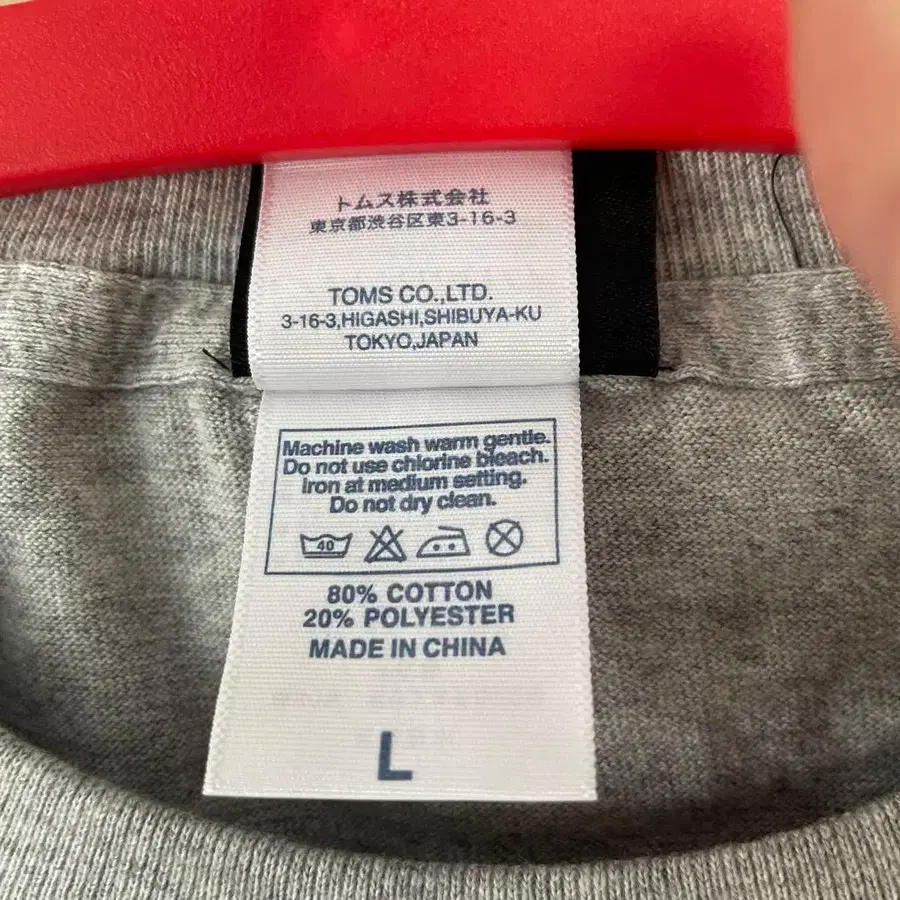 トムス株式会社
東京都渋谷区東3-16-3
TOMS CO.,LTD.
3-16-3,HIGASHI,SHIBUYA-KU
TOKYO,JAPAN
Machine wash warm gentle.
Do not use chlorine bleach.
Iron at medium setting.
Do not dry clean.
40
80% COTTON
20% POLYESTER
MADE IN CHINA
L